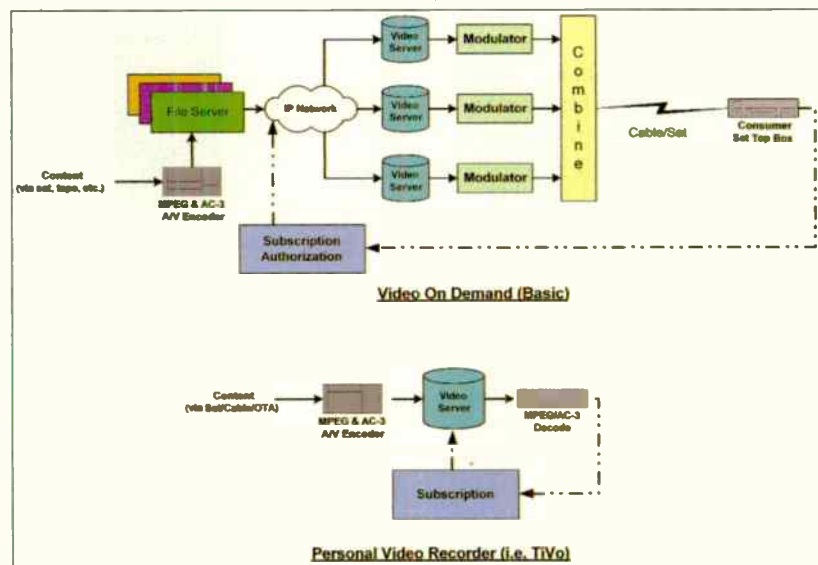 Video
Server
Modulator
File Server
IP Network
Video
Server
Modulator
C
o
m
b
i
n
e
Cable/Sat
Consumer
Set Top Box
Content
(via sat, tape, etc.)
MPEG & AC-3
A/V Encoder
Video
Server
Modulator
Subscription
Authorization
Video On Demand (Basic)
Content
(via Sat/Cable/OTA)
MPEG & AC-3
A/V Encoder
Video
Server
MPEG/AC-3
Decode
Subscription
Personal Video Recorder (i.e. TiVo)